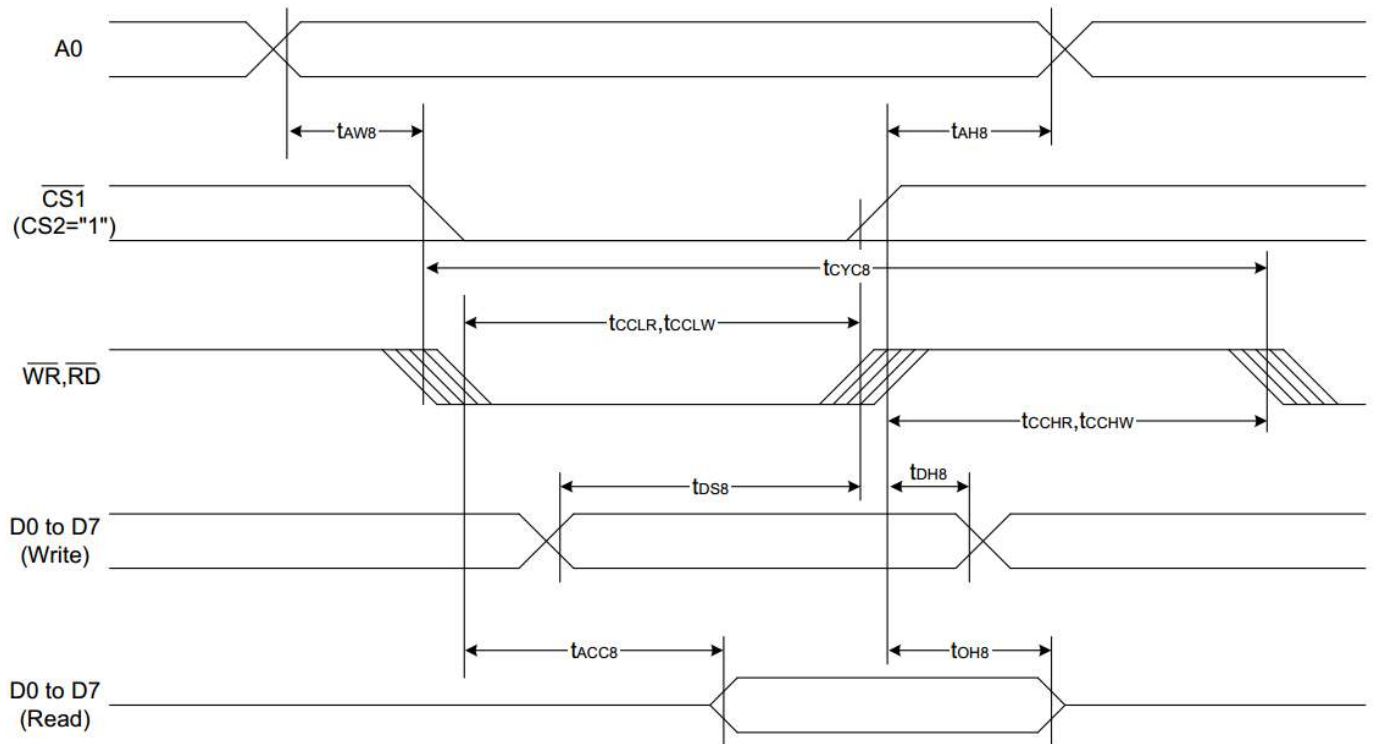 A0
tAW8
tAH8
CS1
(CS2="1")
tCYC8
tCCLR,tCCLW
WR,RD
tCCHR,tCCHW
tDS8
tDH8
D0 to D7
(Write)
tACC8
tOH8
D0 to D7
(Read)